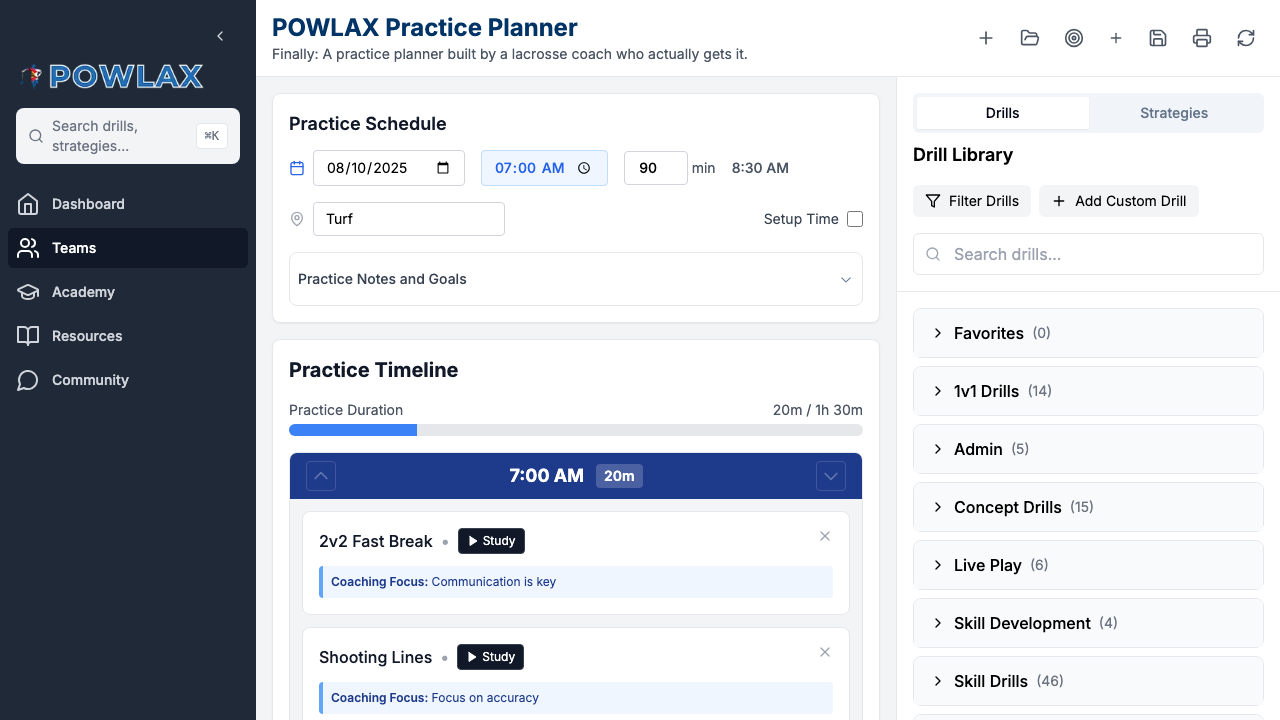 POWLAX
Search drills,
strategies...
⌘K
Dashboard
Teams
Academy
Resources
Community
POWLAX Practice Planner
Finally: A practice planner built by a lacrosse coach who actually gets it.
Practice Schedule
08/10/2025
07:00 AM
90 min
8:30 AM
Turf
Setup Time
Practice Notes and Goals
Practice Timeline
Practice Duration
20m / 1h 30m
7:00 AM 20m
2v2 Fast Break • Study
Coaching Focus: Communication is key
Shooting Lines • Study
Coaching Focus: Focus on accuracy
Drills
Strategies
Drill Library
Filter Drills
Add Custom Drill
Search drills...
Favorites (0)
1v1 Drills (14)
Admin (5)
Concept Drills (15)
Live Play (6)
Skill Development (4)
Skill Drills (46)